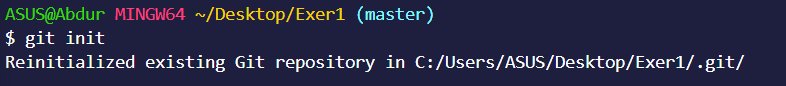 ASUS@Abdur MINGW64 ~/Desktop/Exer1 (master)
$ git init
Reinitialized existing Git repository in C:/Users/ASUS/Desktop/Exer1/.git/